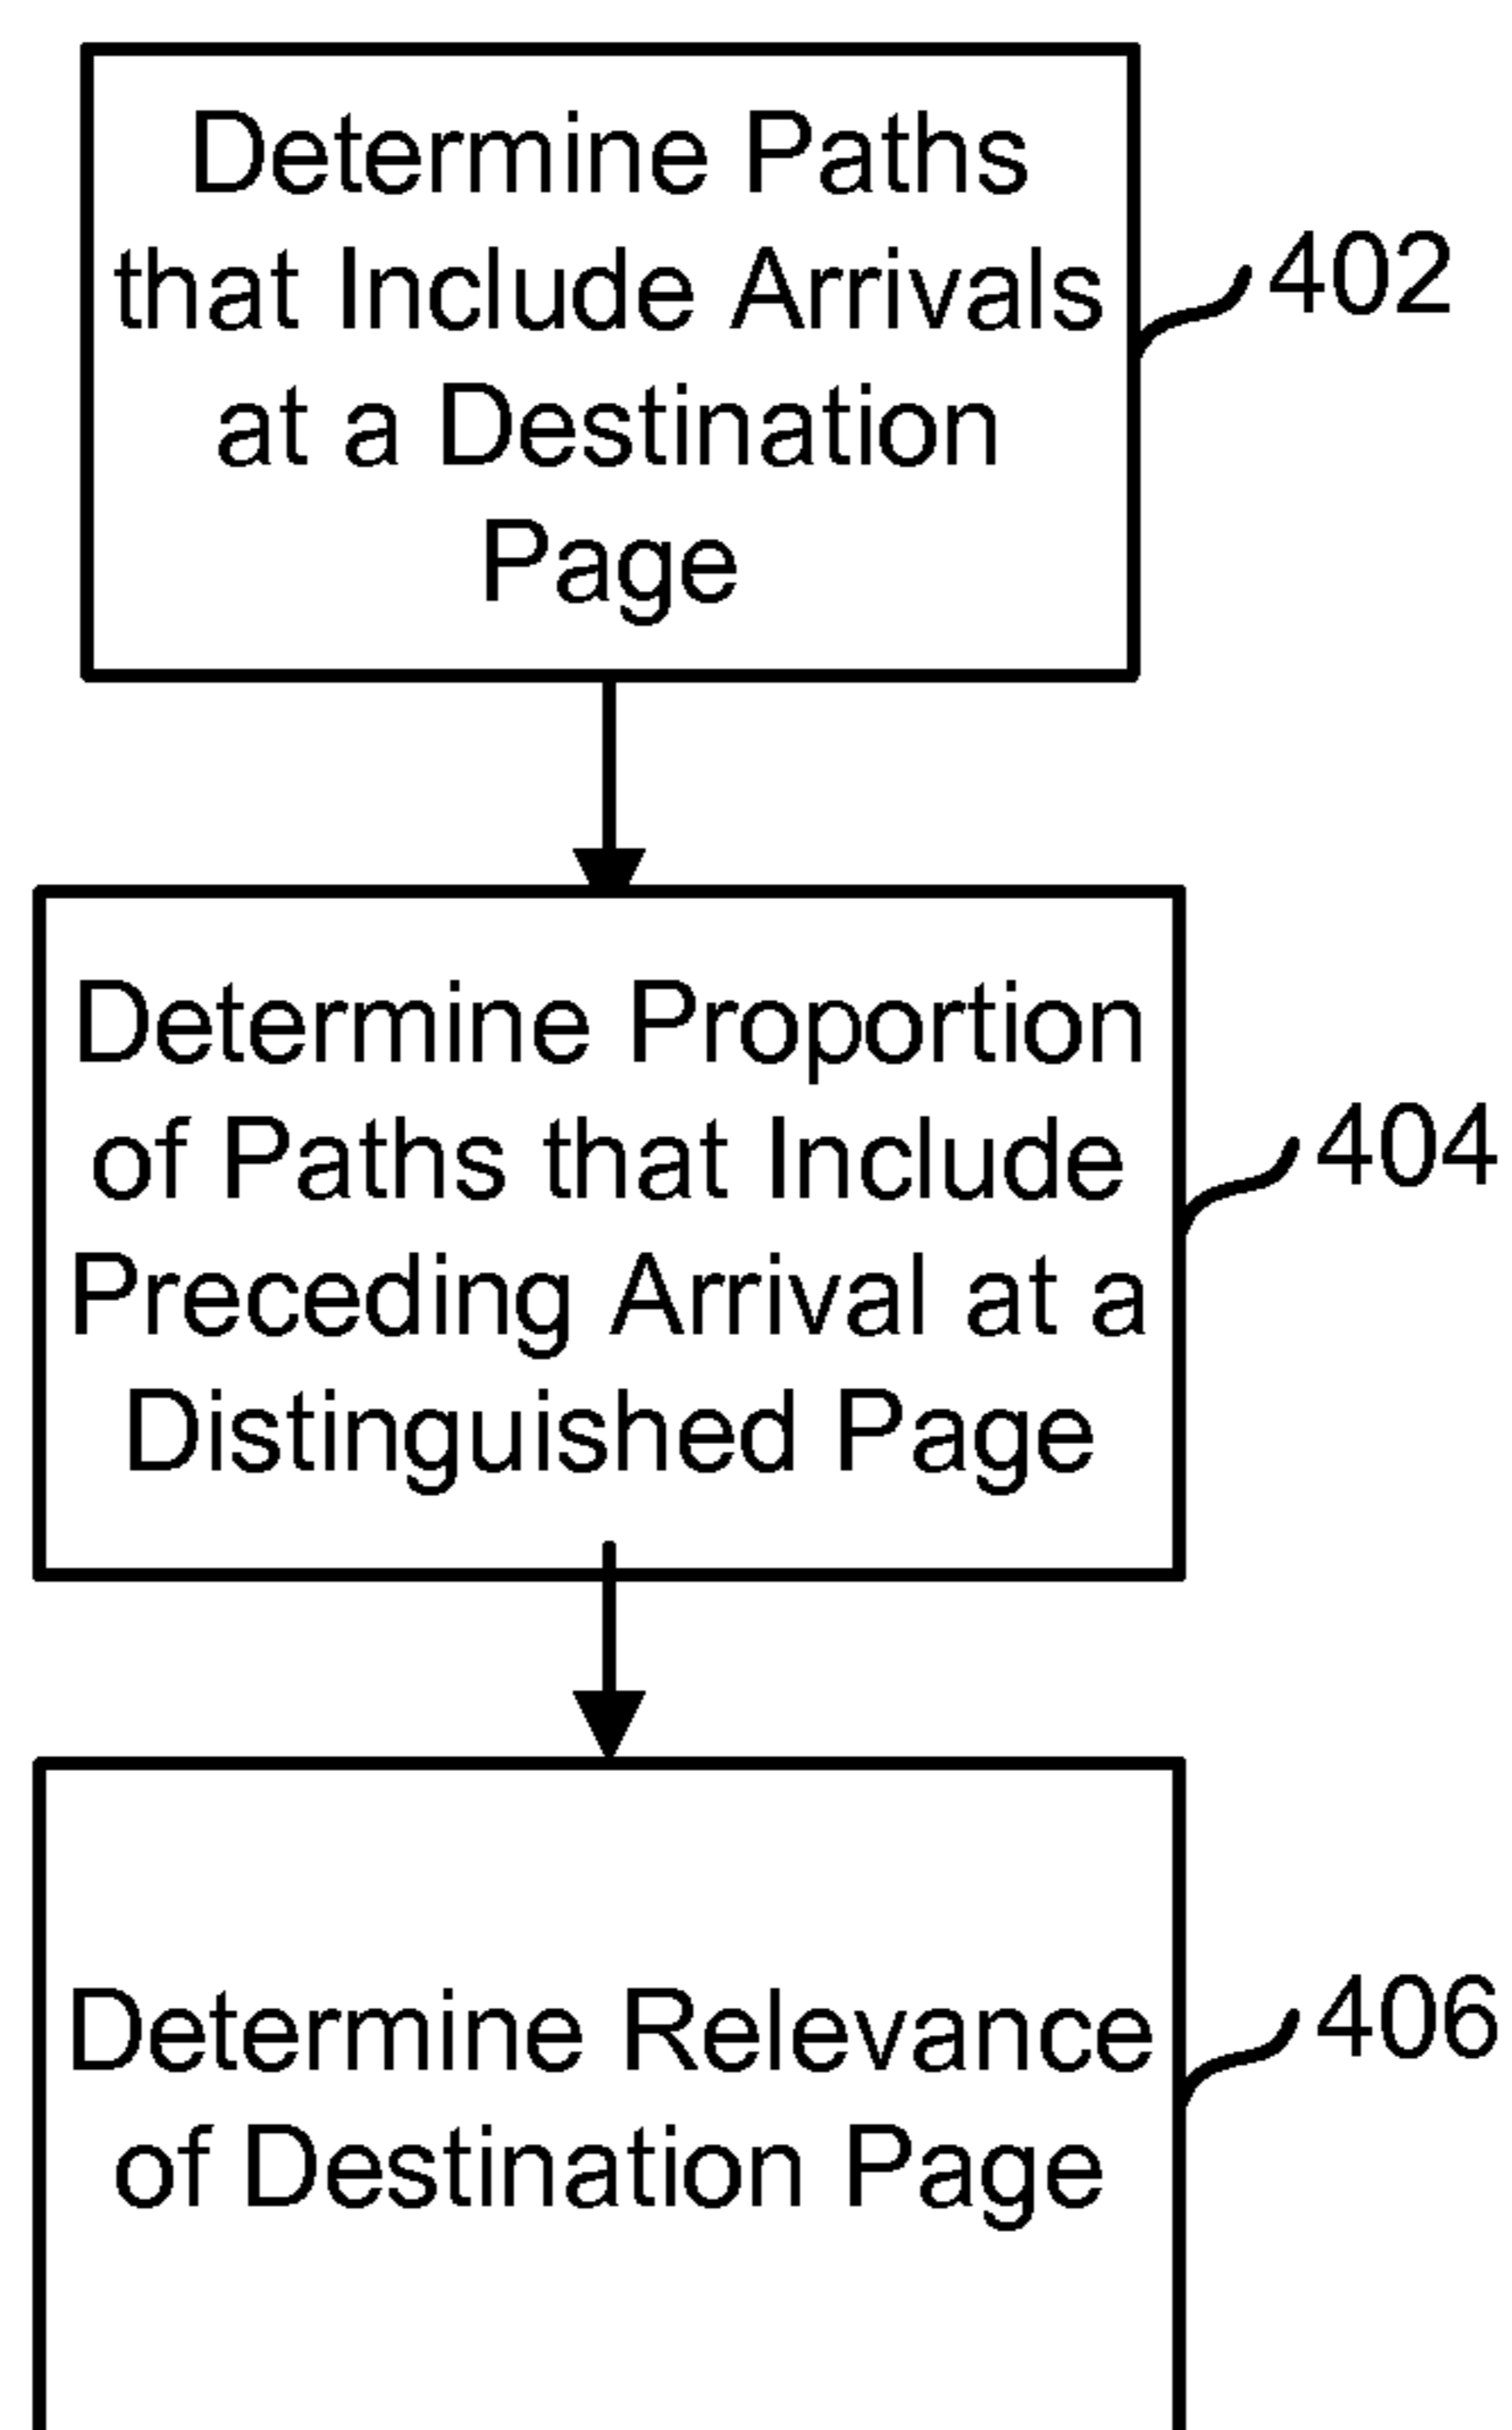 Determine Paths
that Include Arrivals
at a Destination
Page
402
Determine Proportion
of Paths that Include
Preceding Arrival at a
Distinguished Page
404
Determine Relevance
of Destination Page
406